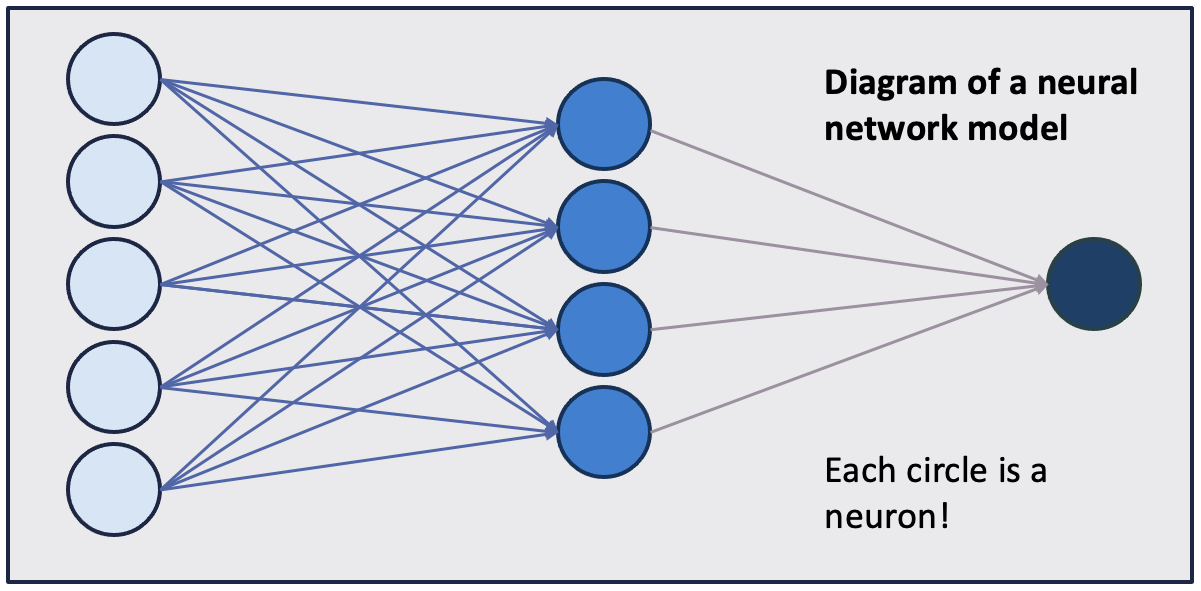 Diagram of a neural
network model
Each circle is a
neuron!